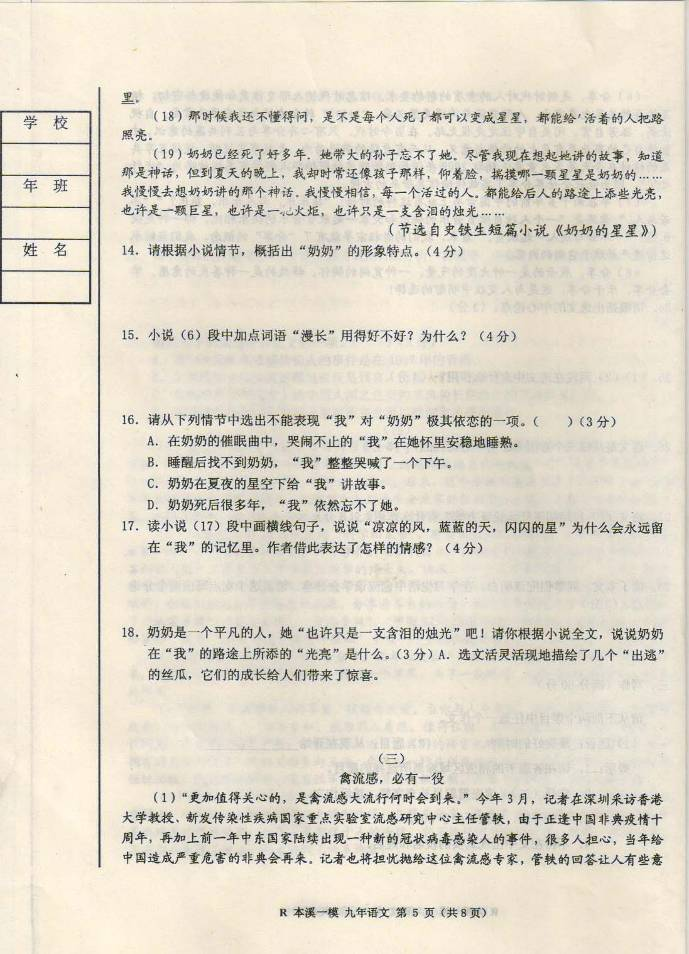 学 校
年 班
姓 名
里。
(18)那时候我还不懂得问，是不是每个人死了都可以变成星星，都能给活着的人把路
照亮。
(19)奶奶已经死了好多年。她带大的孙子忘不了她。尽管我现在想起她讲的故事，知道
那是神话，但到夏天的晚上，我却时常还像孩子那样，仰着脸，揣摸哪一颗星星是奶奶的……
我慢慢去想奶奶讲的那个神话。我慢慢相信，每一个活过的人。都能给后人的路途上添些光亮，
也许是一颗巨星，也许是一把火炬，也许只是一支含泪的烛光……
(节选自史铁生短篇小说《奶奶的星星》)
14. 请根据小说情节，概括出“奶奶”的形象特点。(4分)
15. 小说(6)段中加点词语“漫长”用得好不好？为什么？(4分)
16. 请从下列情节中选出不能表现“我”对“奶奶”极其依恋的一项。(　　)(3分)
A. 在奶奶的催眠曲中，哭闹不止的“我”在她怀里安稳地睡熟。
B. 睡醒后找不到奶奶，“我”整整哭喊了一个下午。
C. 奶奶在夏夜的星空下给“我”讲故事。
D. 奶奶死后很多年，“我”依然忘不了她。
17. 读小说(17)段中画横线句子，说说“凉凉的风，蓝蓝的天，闪闪的星”为什么会永远留
在“我”的记忆里。作者借此表达了怎样的情感？(4分)
18. 奶奶是一个平凡的人，她“也许只是一支含泪的烛光”吧！请你根据小说全文，说说奶奶
在“我”的路途上所添的“光亮”是什么。(3分)A. 选文活灵活现地描绘了几个“出逃”
的丝瓜，它们的成长给人们带来了惊喜。
(三)
禽流感，必有一役
(1)“更加值得关心的，是禽流感大流行何时会到来。”今年3月，记者在深圳采访香港
大学教授、新发传染性疾病国家重点实验室流感研究中心主任管轶，由于正逢中国非典疫情十
周年，再加上前一年中东国家陆续出现一种新的冠状病毒感染人的事件，很多人担心，当年给
中国造成严重危害的非典会再来。记者也将担忧抛给这位禽流感专家，管轶的回答让人有些意
R 本溪一模 九年语文 第5页(共8页)